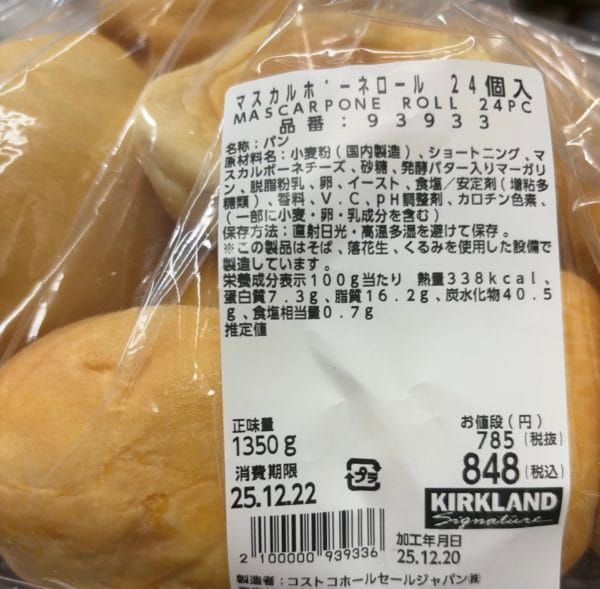 マスカルポーネロール 24個入
MASCARPONE ROLL 24PC
品番:93933
名称:パン
原材料名:小麦粉(国内製造)、ショートニング、マ
スカルポーネチーズ、砂糖、発酵バター入りマーガリ
ン、脱脂粉乳、卵、イースト、食塩/安定剤(増粘多
糖類)、香料、V.C、pH調整剤、カロチン色素、
(一部に小麦・卵・乳成分を含む)
保存方法:直射日光・高温多湿を避けて保存。
※この製品はそば、落花生、くるみを使用した設備で
製造しています。
栄養成分表示100g当たり 熱量338kcal、
蛋白質7.3g、脂質16.2g、炭水化物40.5
g、食塩相当量0.7g
推定値
正味量
1350g
お値段(円)
785(税抜)
848(税込)
消費期限
25.12.22
プラ
KIRKLAND
Signature
加工年月日
25.12.20
2 100000 939336
製造者:コストコホールセールジャパン㈱